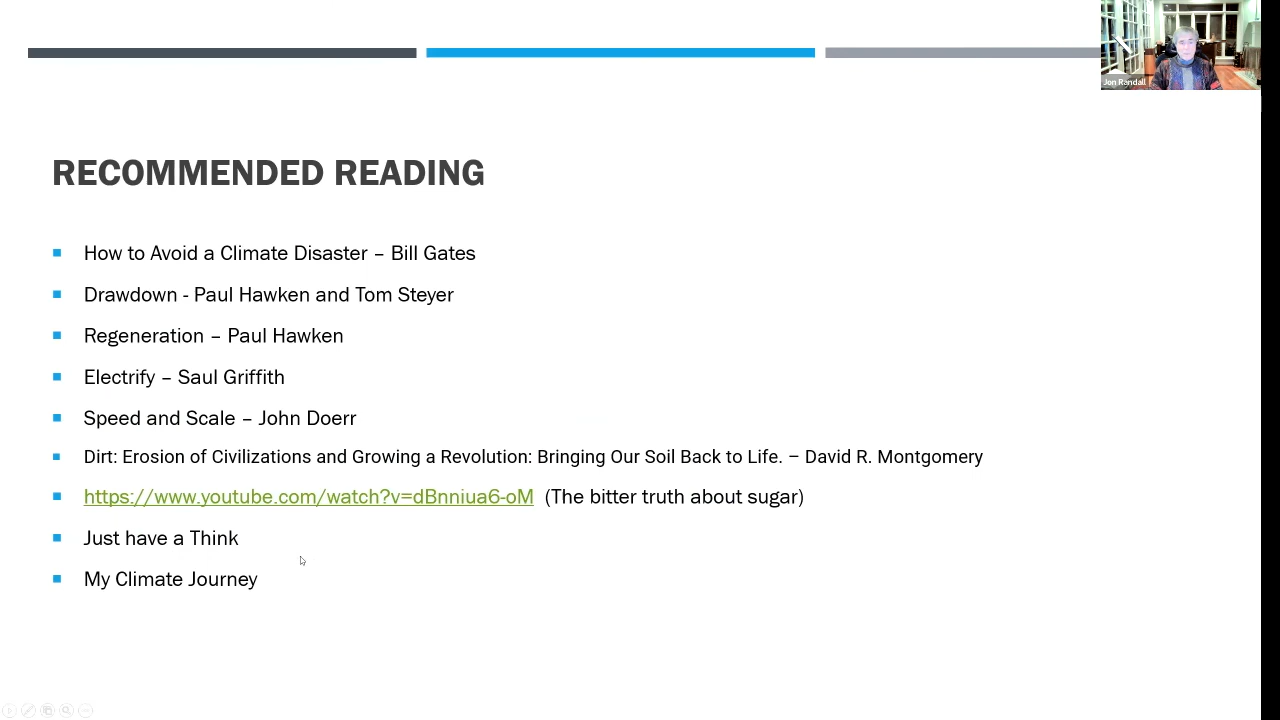 Jon Randall
RECOMMENDED READING
How to Avoid a Climate Disaster – Bill Gates
Drawdown - Paul Hawken and Tom Steyer
Regeneration – Paul Hawken
Electrify – Saul Griffith
Speed and Scale – John Doerr
Dirt: Erosion of Civilizations and Growing a Revolution: Bringing Our Soil Back to Life. – David R. Montgomery
https://www.youtube.com/watch?v=dBnniua6-oM (The bitter truth about sugar)
Just have a Think
My Climate Journey